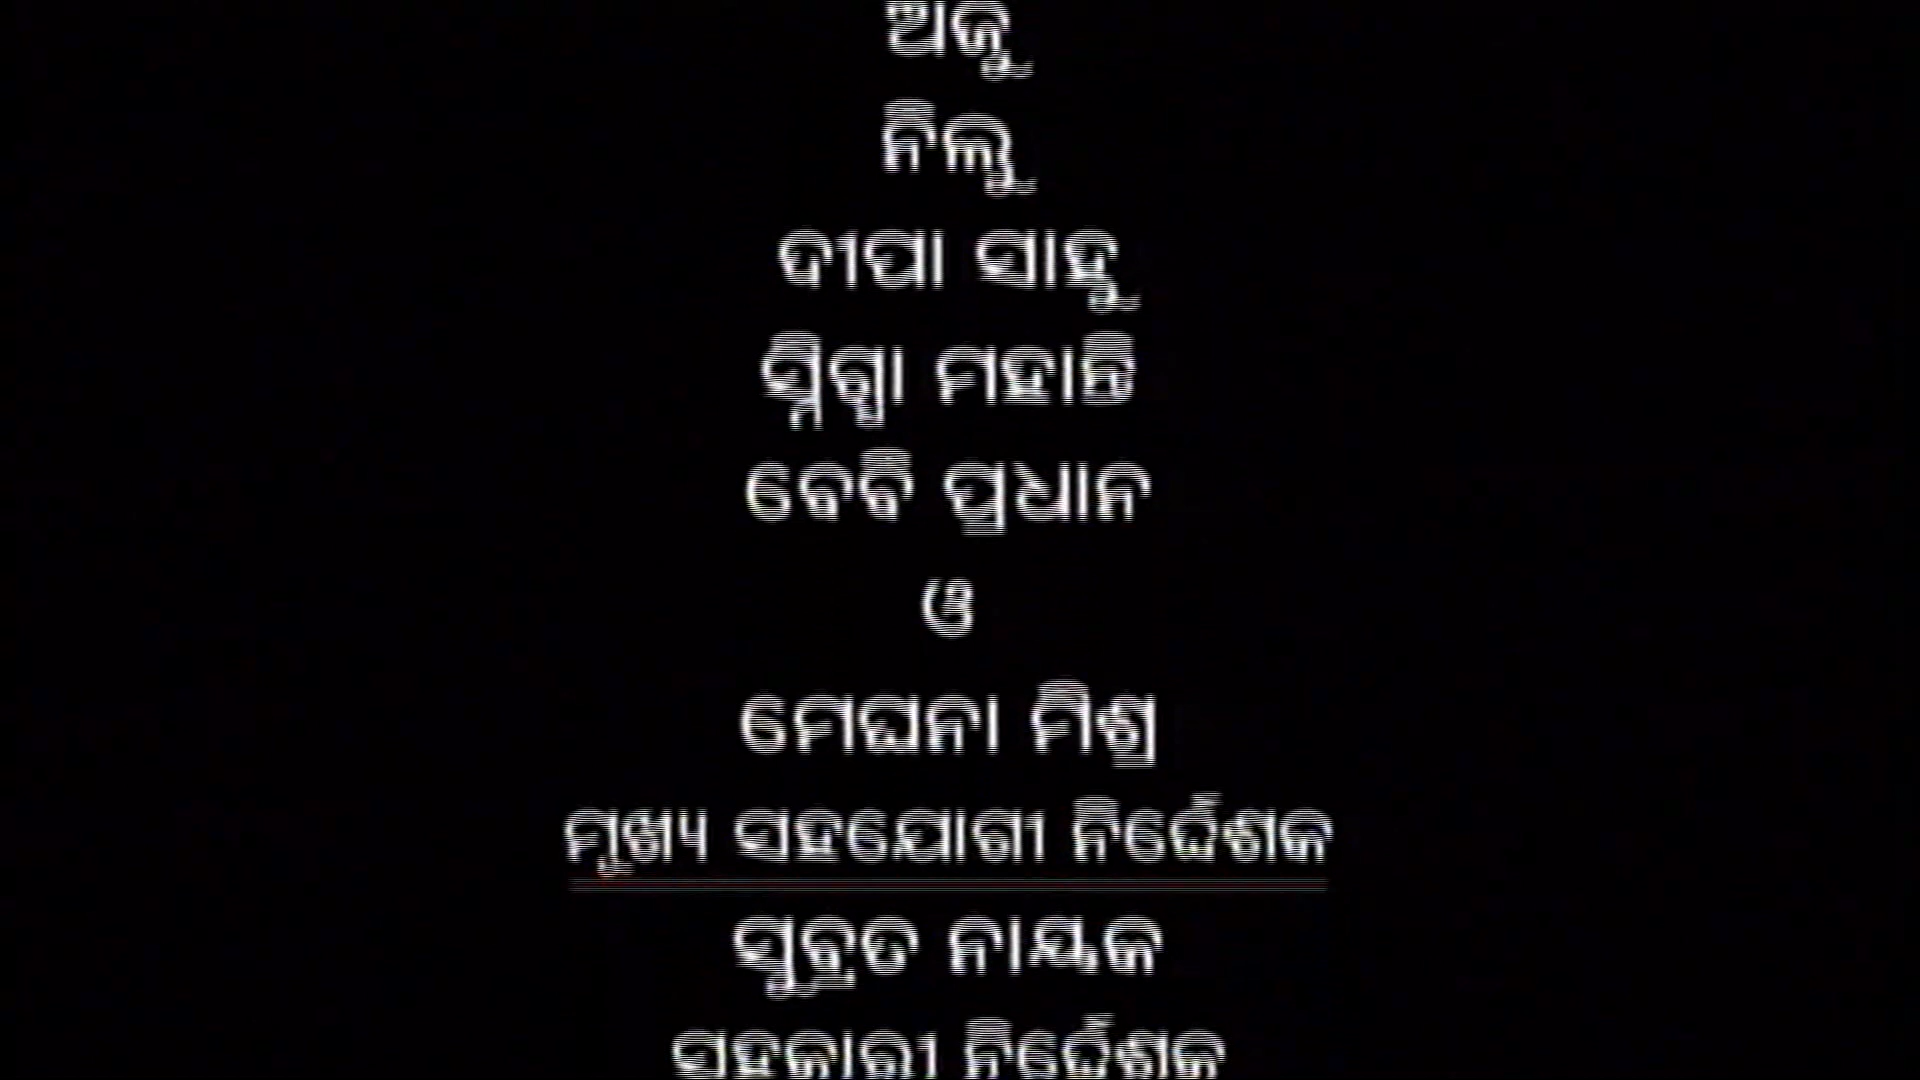 ଅଜୁ
ନିଲୁ
ଦୀପା ସାହୁ
ସ୍ନିଗ୍ଧା ମହାନ୍ତି
ବେବି ପ୍ରଧାନ
ଓ
ମେଘନା ମିଶ୍ର
ମୁଖ୍ୟ ସହଯୋଗୀ ନିର୍ଦ୍ଦେଶକ
ସୁବ୍ରତ ନାୟକ
ସହକାରୀ ନିର୍ଦ୍ଦେଶକ